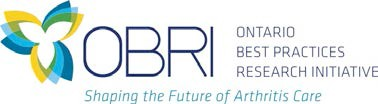 OBRI
ONTARIO
BEST PRACTICES
RESEARCH INITIATIVE
Shaping the Future of Arthritis Care